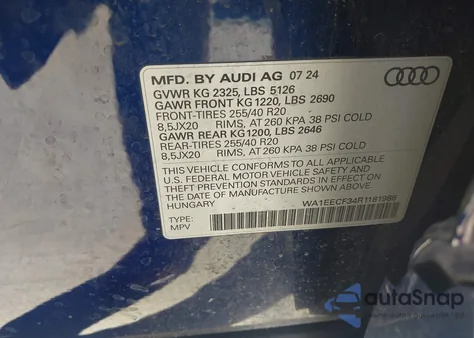 MFD. BY AUDI AG 07 24
GVWR KG 2325, LBS 5126
GAWR FRONT KG1220, LBS 2690
FRONT-TIRES 255/40 R20
8,5JX20 RIMS, AT 260 KPA 38 PSI COLD
GAWR REAR KG1200, LBS 2646
REAR-TIRES 255/40 R20
8,5JX20 RIMS, AT 260 KPA 38 PSI COLD
THIS VEHICLE CONFORMS TO ALL APPLICABLE
U.S. FEDERAL MOTOR VEHICLE SAFETY AND
THEFT PREVENTION STANDARDS IN EFFECT ON
THE DATE OF MANUFACTURE SHOWN ABOVE.
WA1EECF34R1161986
TYPE:
MPV
autoSnap